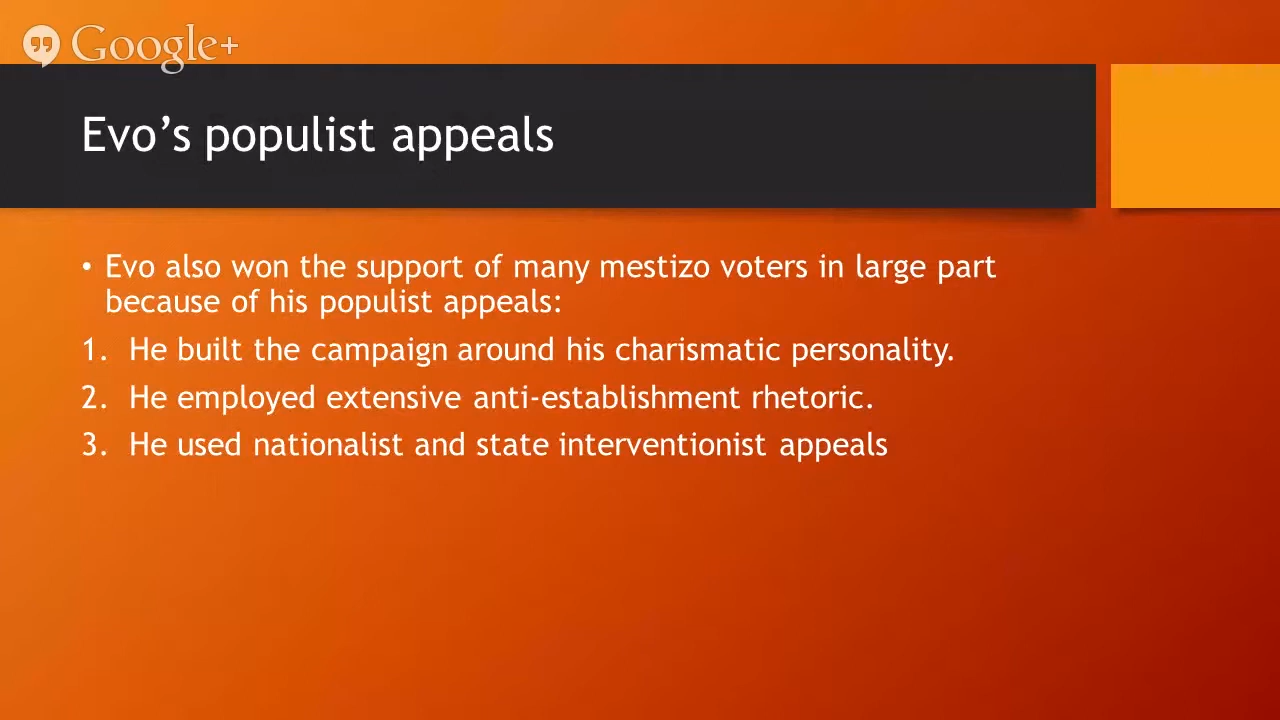 Google+
Evo’s populist appeals
• Evo also won the support of many mestizo voters in large part
because of his populist appeals:
1. He built the campaign around his charismatic personality.
2. He employed extensive anti-establishment rhetoric.
3. He used nationalist and state interventionist appeals